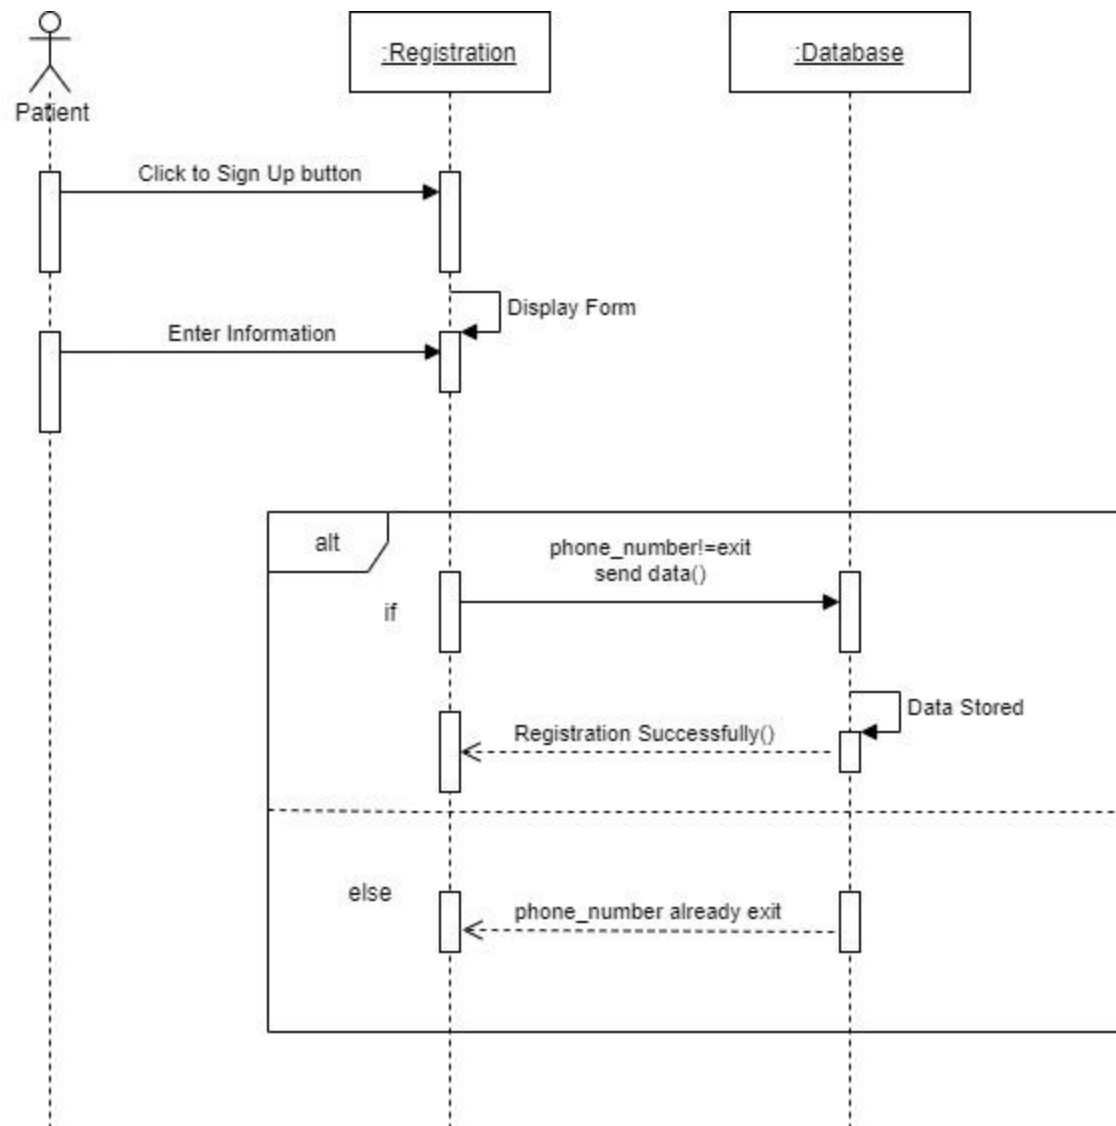 :Registration
:Database
Patient
Click to Sign Up button
Display Form
Enter Information
alt
phone_number!=exit
send data()
if
Data Stored
Registration Successfully()
else
phone_number already exit